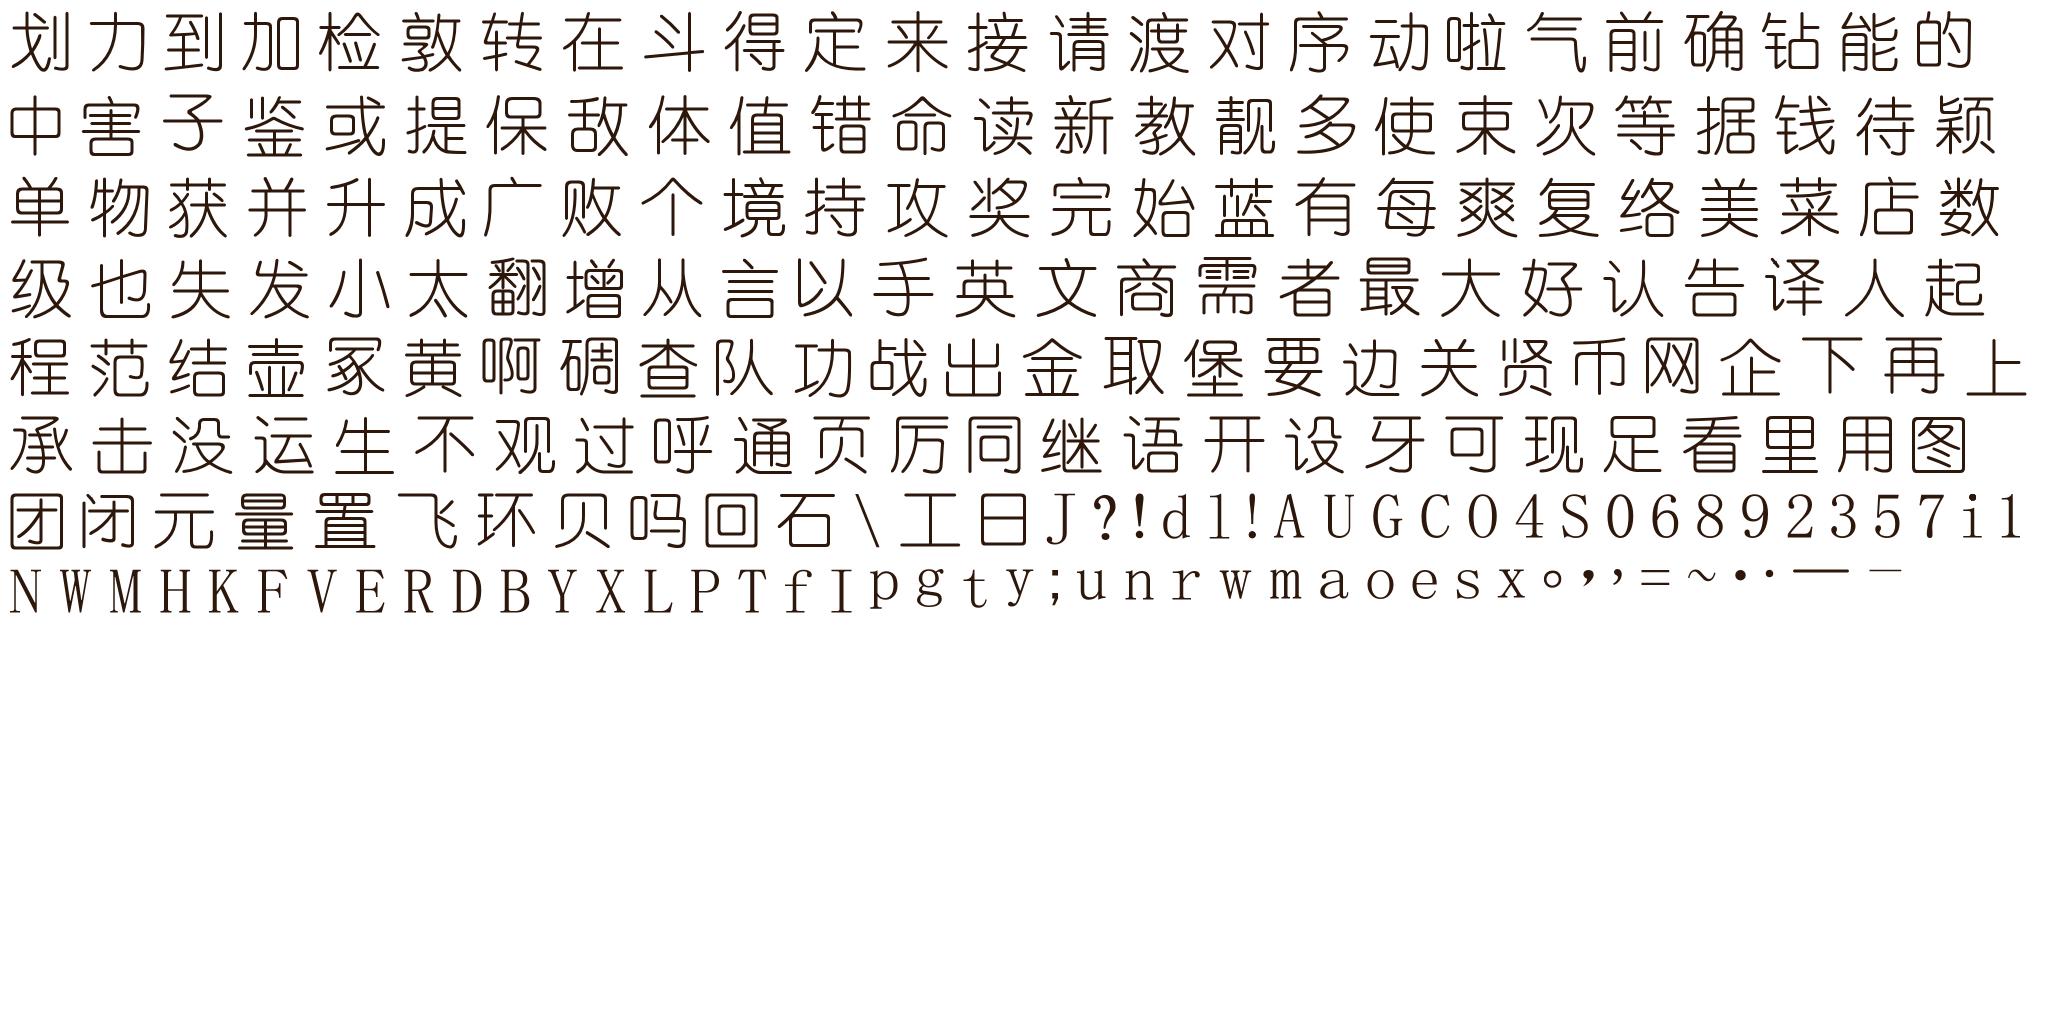 划力到加检敦转在斗得定来接请渡对序动啦气前确钻能的
中害子鉴或提保敌体值错命读新教靓多使束次等据钱待颖
单物获并升成广败个境持攻奖完始蓝有每爽复络美菜店数
级也失发小太翻增从言以手英文商需者最大好认告译人起
程范结壶冢黄啊碉查队功战出金取堡要边关贤币网企下再上
承击没运生不观过呼通页厉同继语开设牙可现足看里用图
团闭元量置飞环贝吗回石\工日J?!dl!AUGCO4S06892357i1
NWMHKFVERDBYXLPTfIpgty;unrwmaoesx°,,=~•·—–